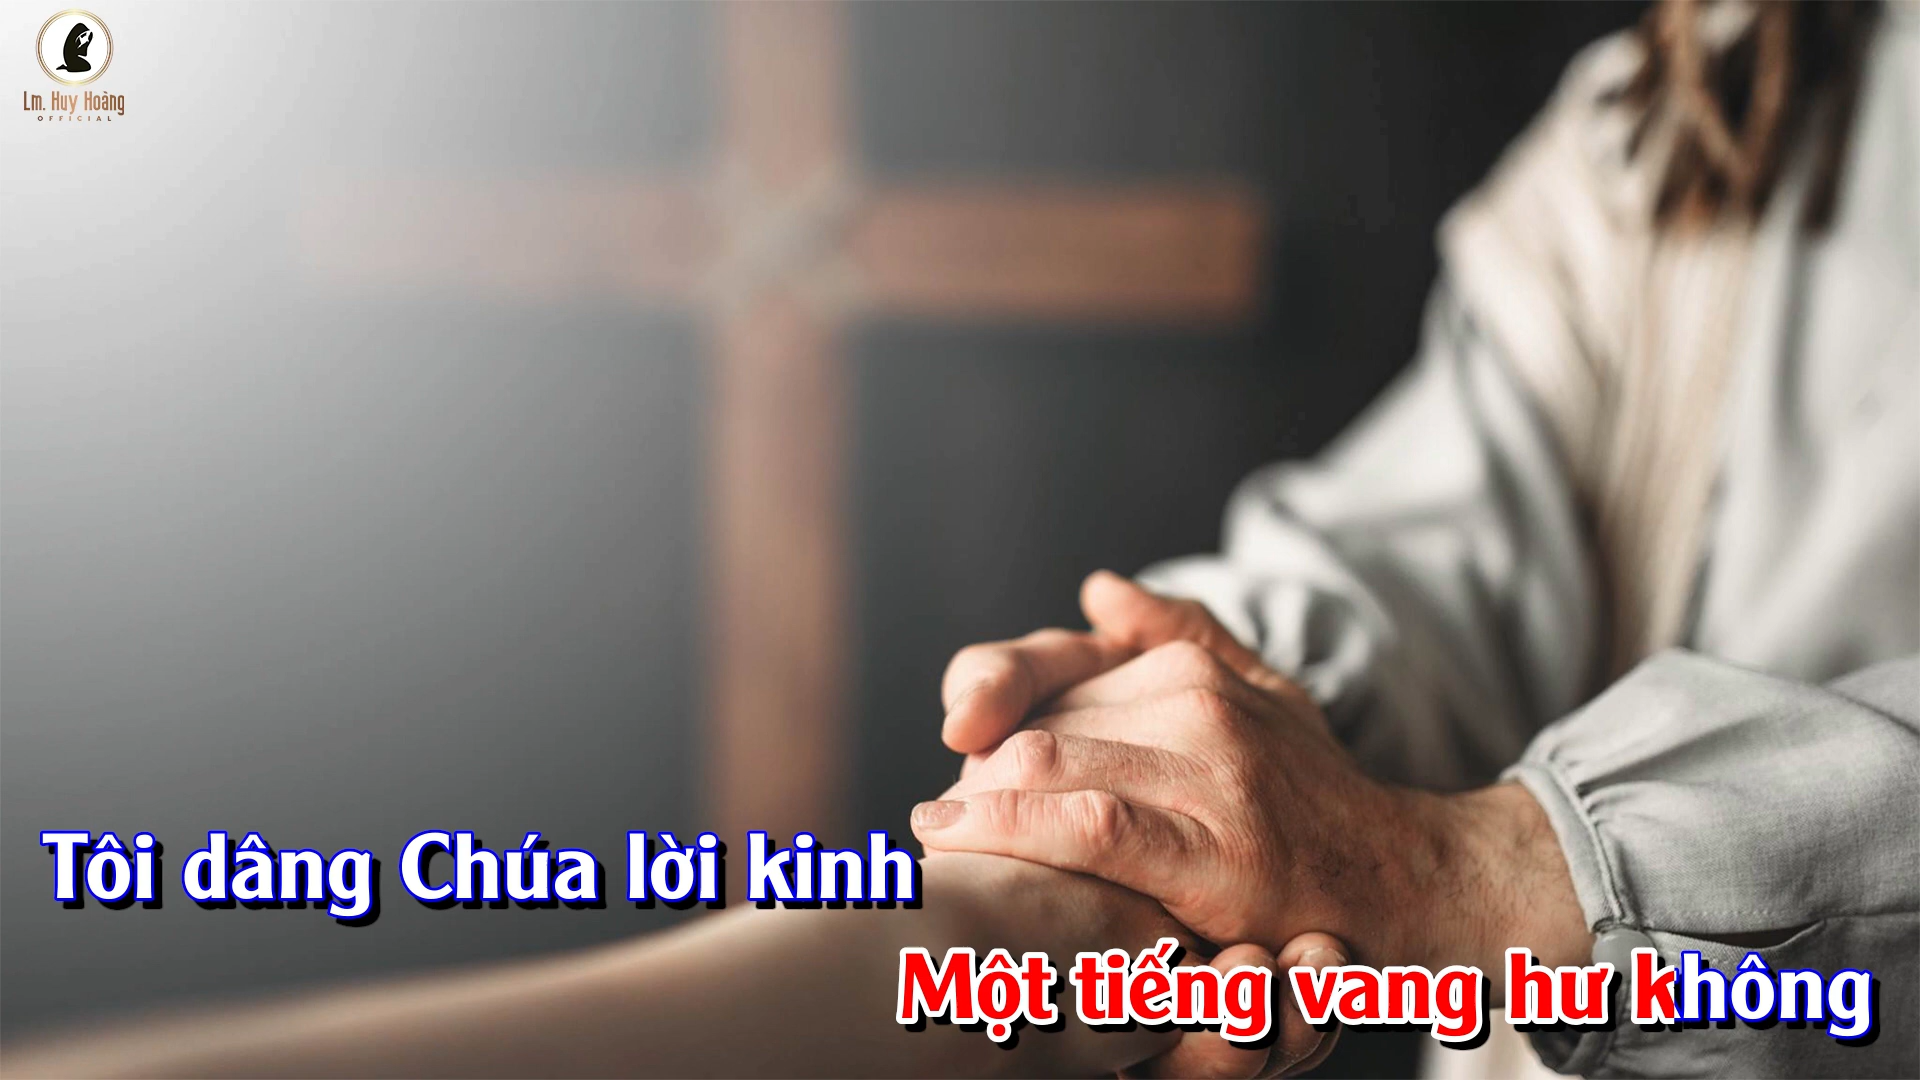 Lm. Huy Hoàng
OFFICIAL
Tôi dâng Chúa lời kinh
Một tiếng vang hư không